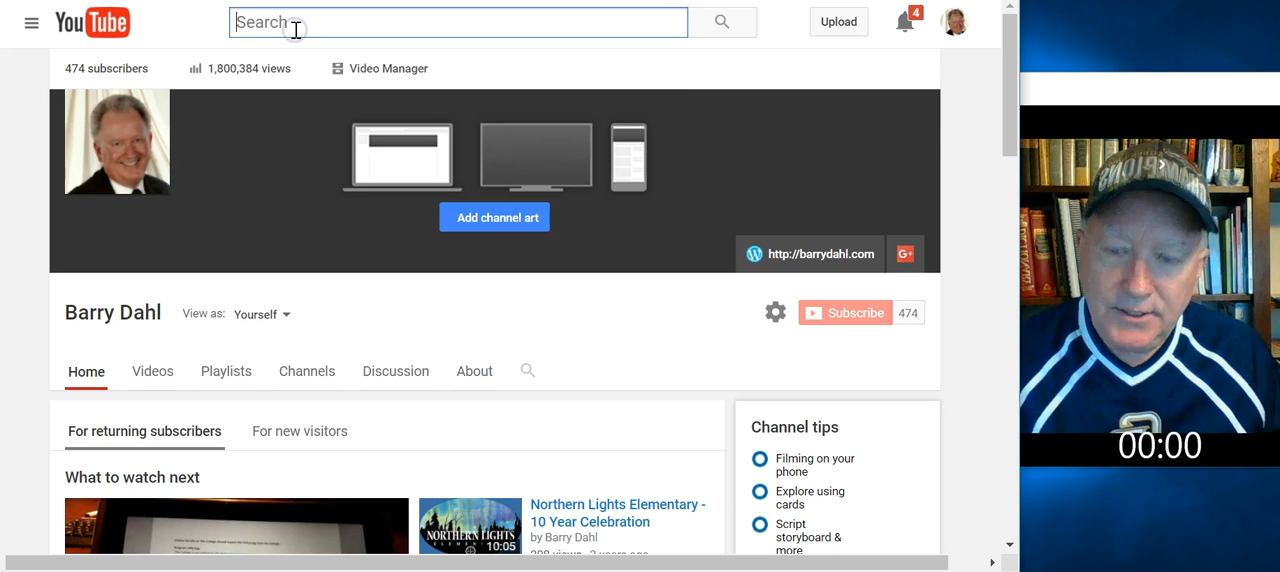 YouTube
Search
Upload
4
474 subscribers
1,800,384 views
Video Manager
Add channel art
http://barrydahl.com
G+
Barry Dahl
View as: Yourself
Subscribe 474
Home
Videos
Playlists
Channels
Discussion
About
For returning subscribers
For new visitors
What to watch next
Northern Lights Elementary -
10 Year Celebration
by Barry Dahl
NORTHERN LIGHTS
10:05
Channel tips
Filming on your
phone
Explore using
cards
Script
storyboard &
more
00:00